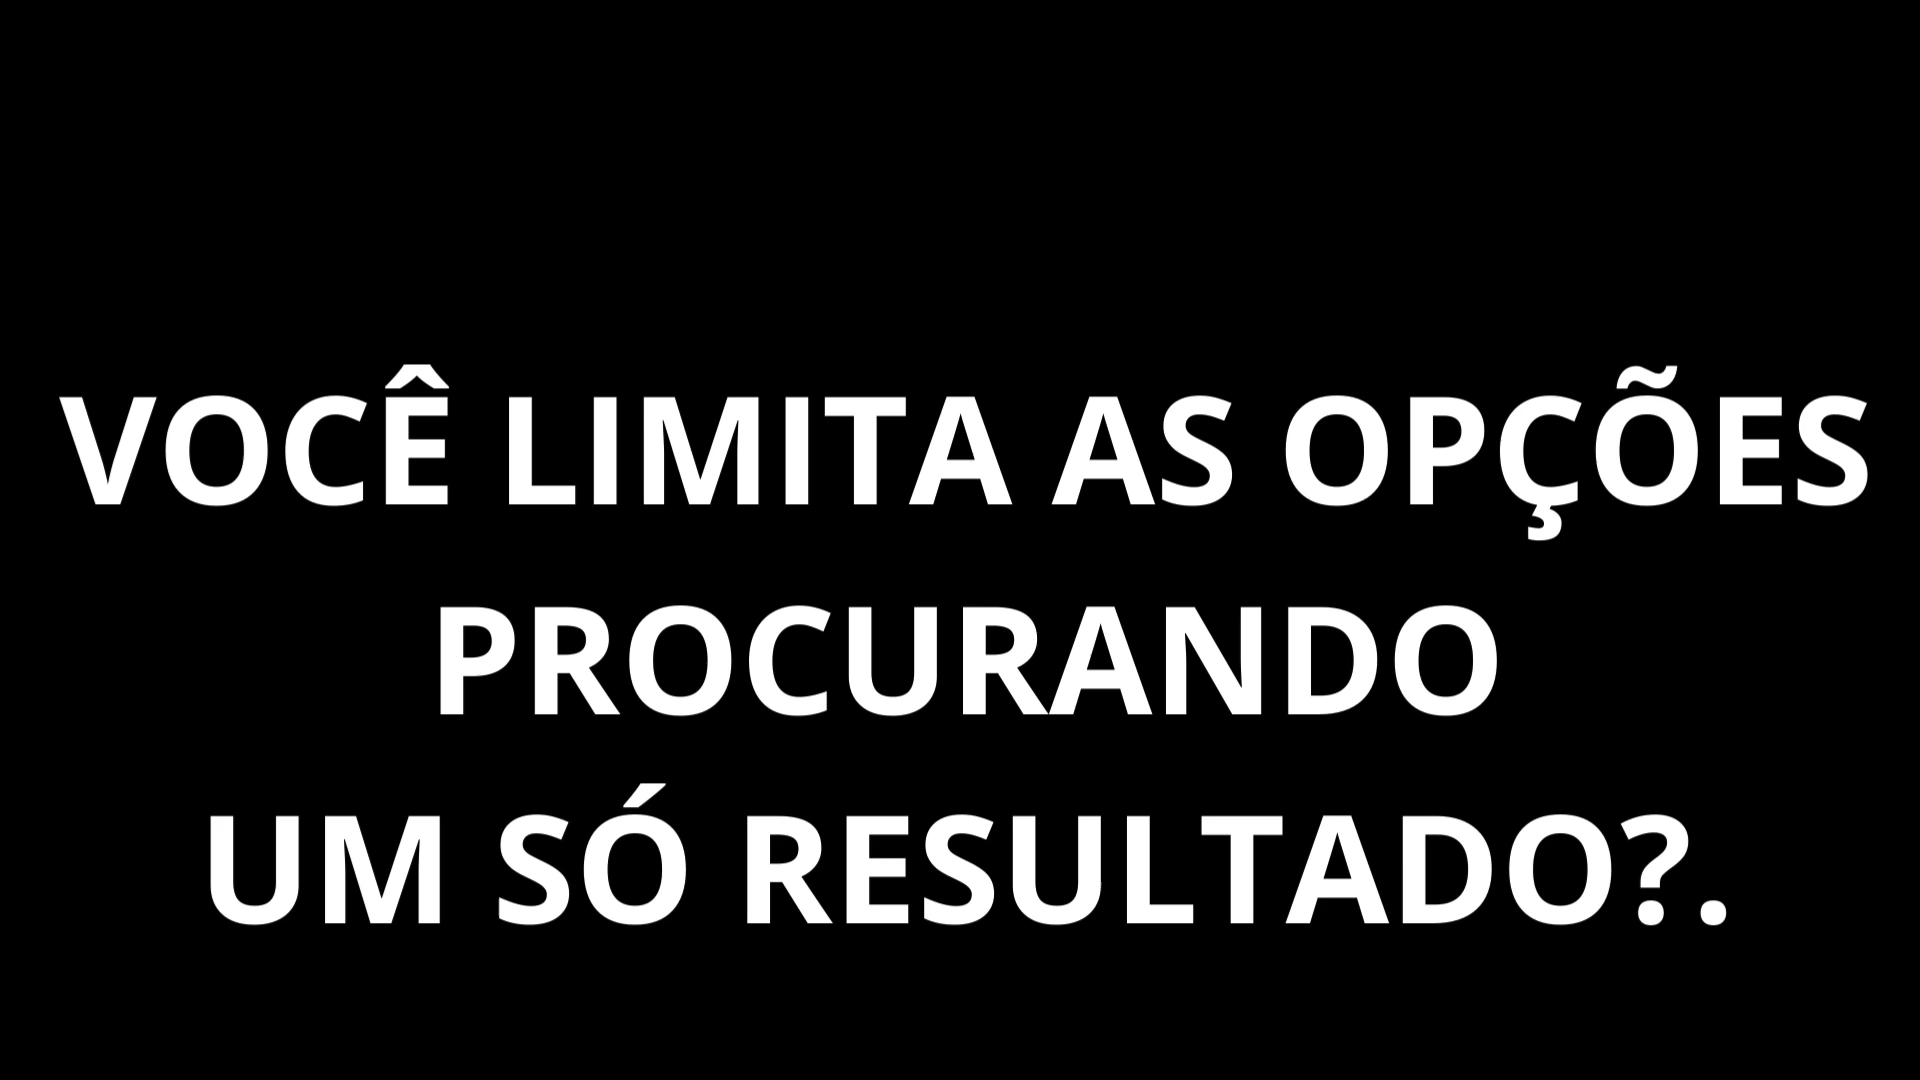 VOCÊ LIMITA AS OPÇÕES
PROCURANDO
UM SÓ RESULTADO?.